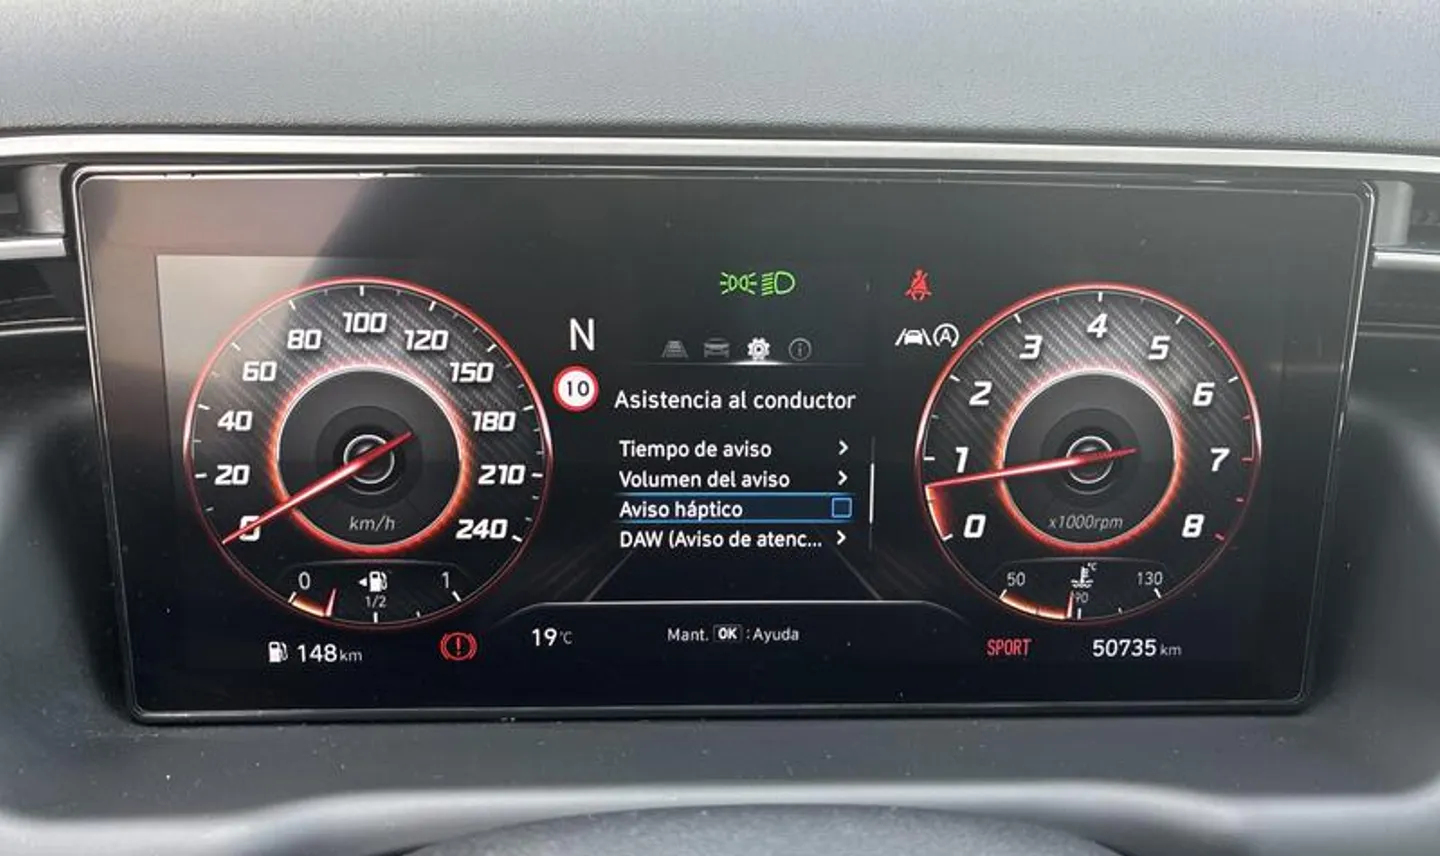 N
10
Asistencia al conductor
Tiempo de aviso
Volumen del aviso
Aviso háptico
DAW (Aviso de atenc...
0 20 40 60 80 100 120 150 180 210 240
km/h
0 1/2 1
148 km
19°C
Mant. OK : Ayuda
A
0 1 2 3 4 5 6 7 8
x1000rpm
50 °C 130
90
SPORT
50735 km